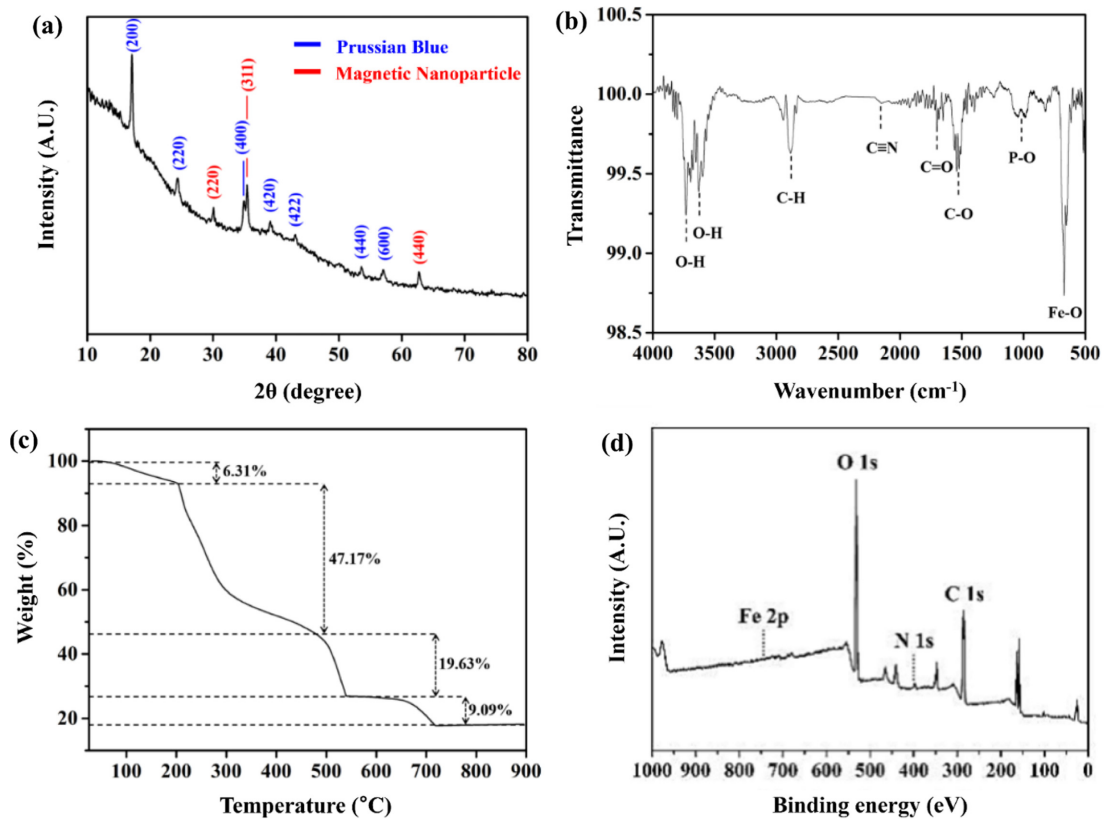 (a)
(200)
(220)
(220)
(400)
(311)
(420)
(422)
(440)
(600)
(440)
Prussian Blue
Magnetic Nanoparticle
Intensity (A.U.)
10 20 30 40 50 60 70 80
2θ (degree)
(b)
100.5
100.0
99.5
99.0
98.5
Transmittance
O-H
O-H
C-H
C≡N
C=O
C-O
P-O
Fe-O
4000 3500 2900 2000 1500 1000 500
Wavenumber (cm⁻¹)
(c)
100
80
60
40
20
Weight (%)
6.31%
47.17%
19.63%
9.09%
100 200 300 400 500 600 700 800 900
Temperature (°C)
(d)
O 1s
Fe 2p
N 1s
C 1s
Intensity (A.U.)
1000 900 800 700 600 500 400 300 200 100 0
Binding energy (eV)